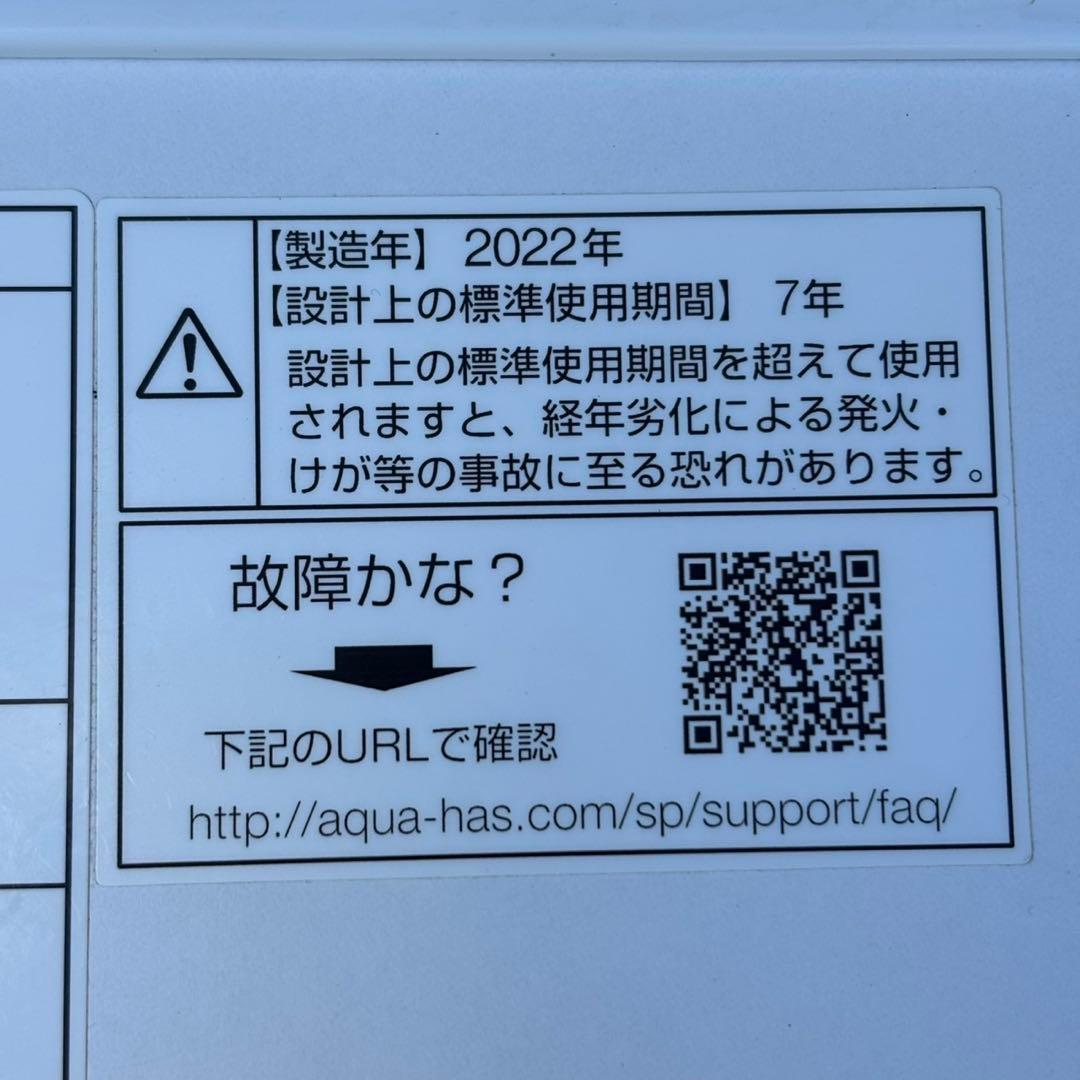 【製造年】 2022年
【設計上の標準使用期間】 7年
設計上の標準使用期間を超えて使用
されますと、経年劣化による発火・
けが等の事故に至る恐れがあります。
故障かな？
下記のURLで確認
http://aqua-has.com/sp/support/faq/